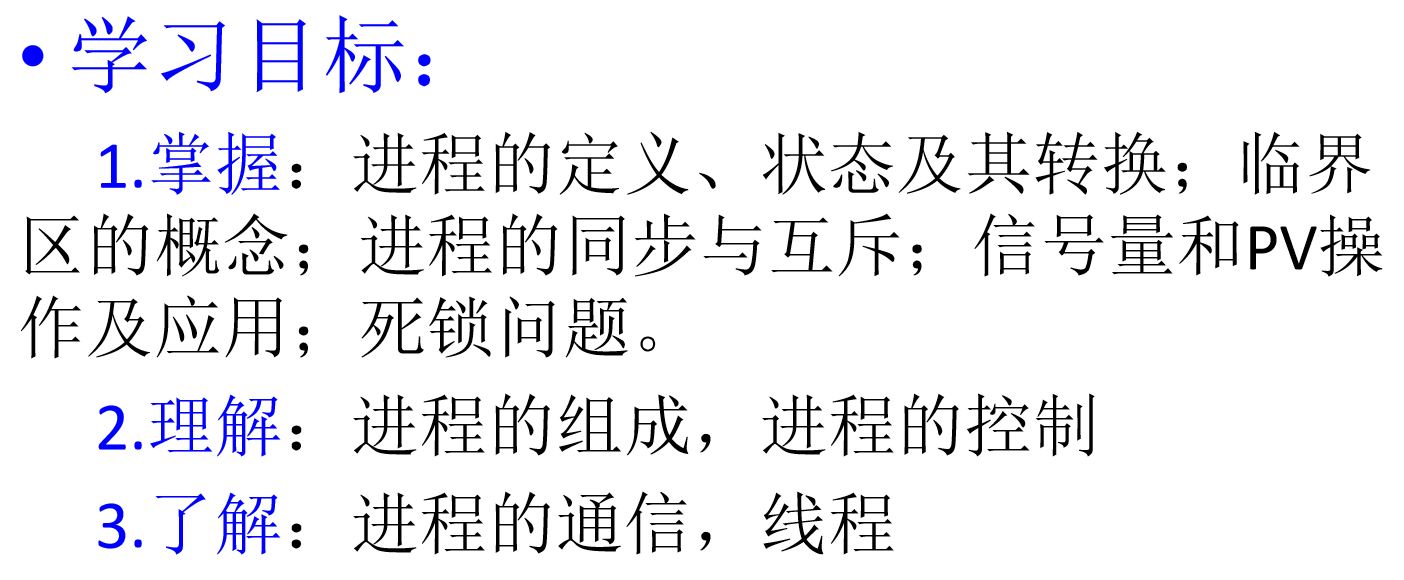 • 学习目标：
1.掌握：进程的定义、状态及其转换；临界
区的概念；进程的同步与互斥；信号量和PV操
作及应用；死锁问题。
2.理解：进程的组成，进程的控制
3.了解：进程的通信，线程